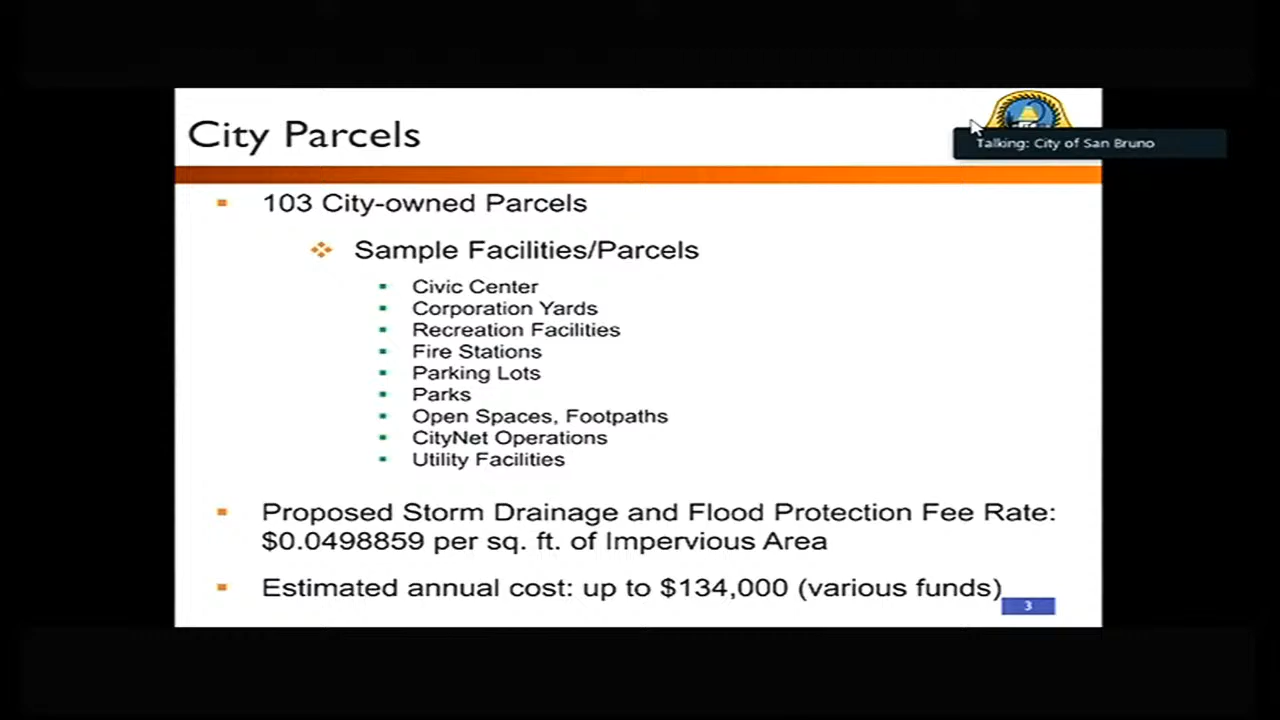 City Parcels
Talking: City of San Bruno
103 City-owned Parcels
Sample Facilities/Parcels
Civic Center
Corporation Yards
Recreation Facilities
Fire Stations
Parking Lots
Parks
Open Spaces, Footpaths
CityNet Operations
Utility Facilities
Proposed Storm Drainage and Flood Protection Fee Rate:
$0.0498859 per sq. ft. of Impervious Area
Estimated annual cost: up to $134,000 (various funds)
3